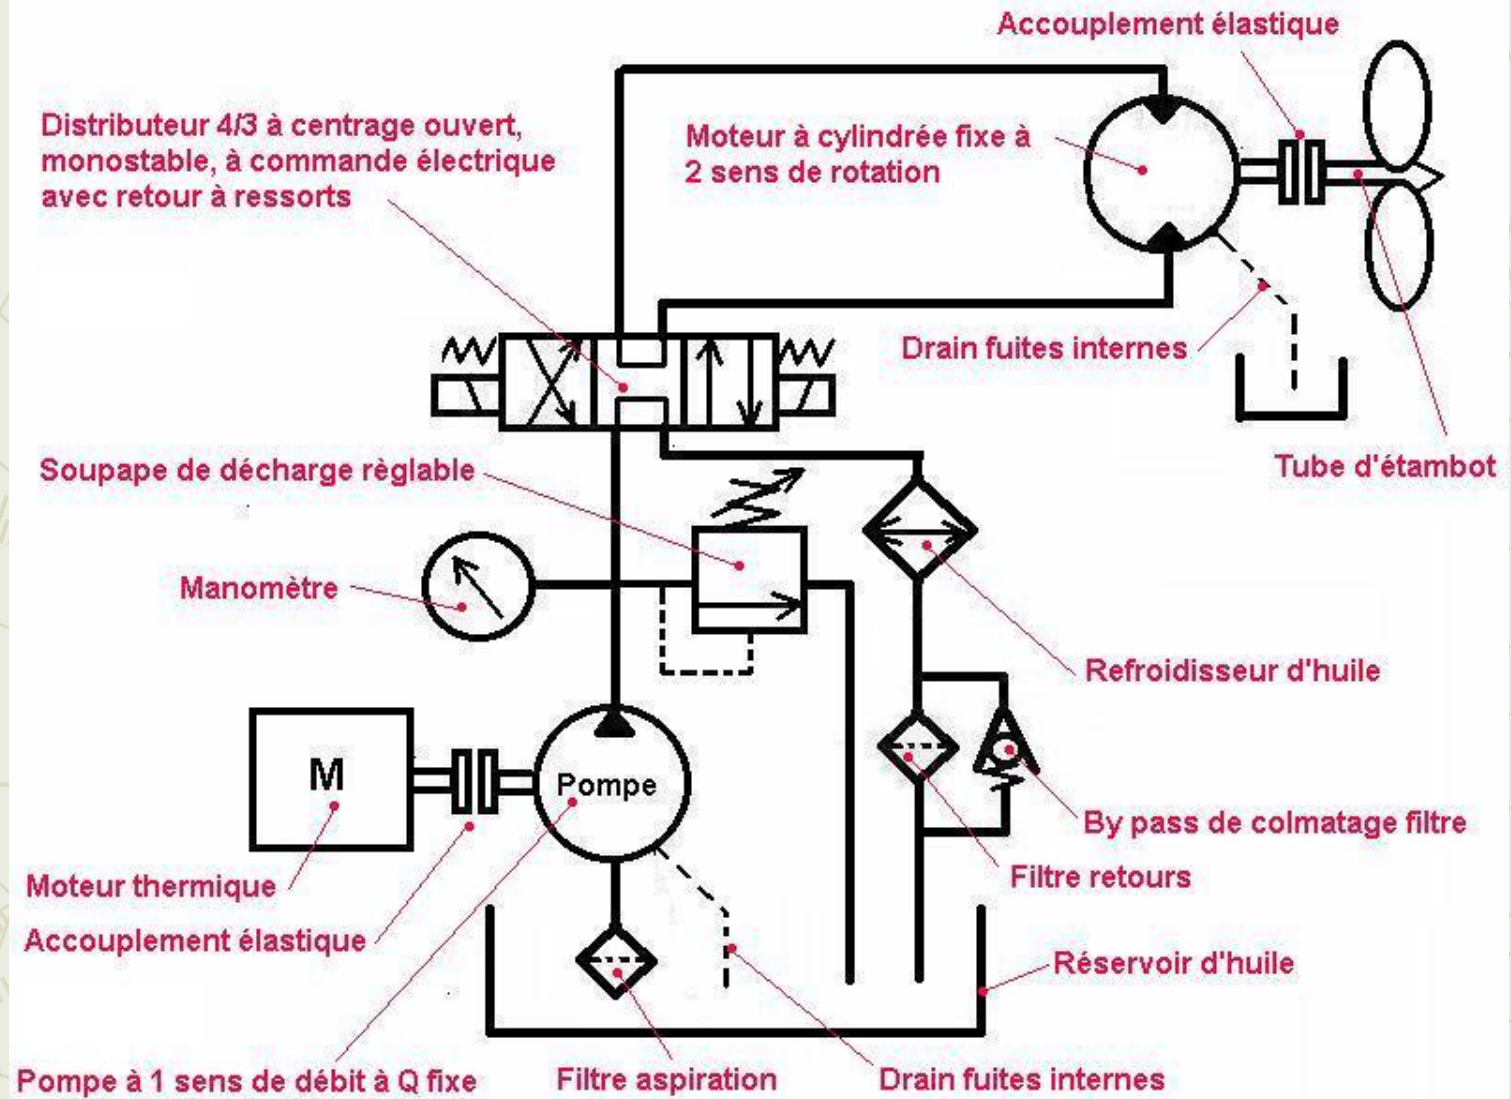 Accouplement élastique
Distributeur 4/3 à centrage ouvert,
monostable, à commande électrique
avec retour à ressorts
Moteur à cylindrée fixe à
2 sens de rotation
Drain fuites internes
Tube d'étambot
Soupape de décharge règlable
Manomètre
Refroidisseur d'huile
M
Pompe
By pass de colmatage filtre
Filtre retours
Moteur thermique
Accouplement élastique
Réservoir d'huile
Pompe à 1 sens de débit à Q fixe
Filtre aspiration
Drain fuites internes